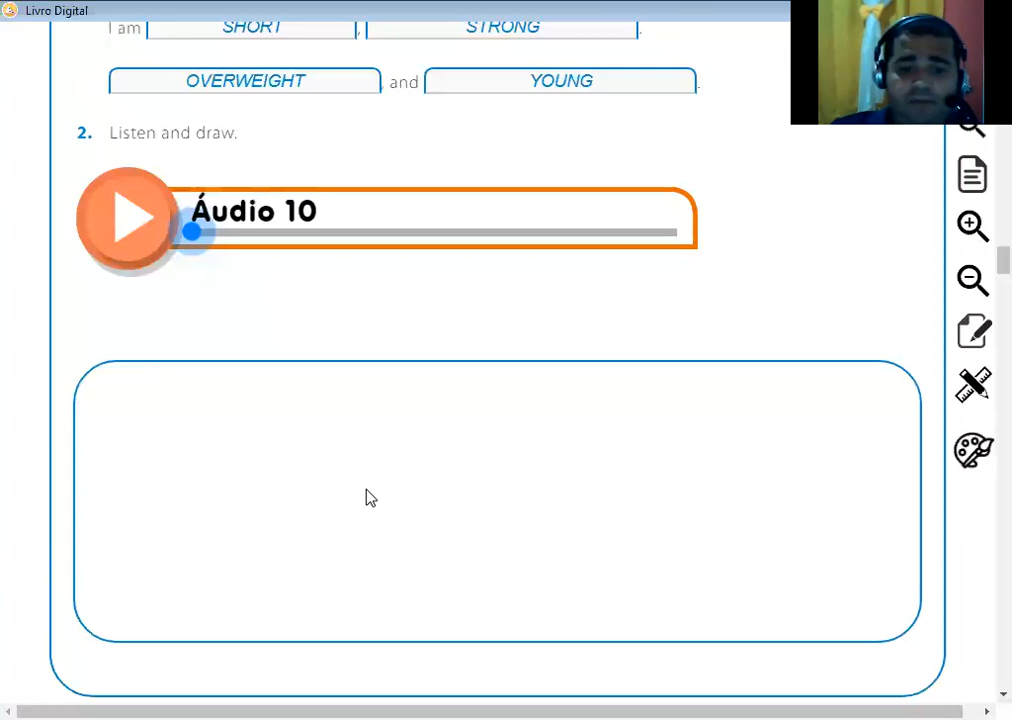 Livro Digital
I am SHORT, STRONG.
OVERWEIGHT, and YOUNG.
2. Listen and draw.
Áudio 10